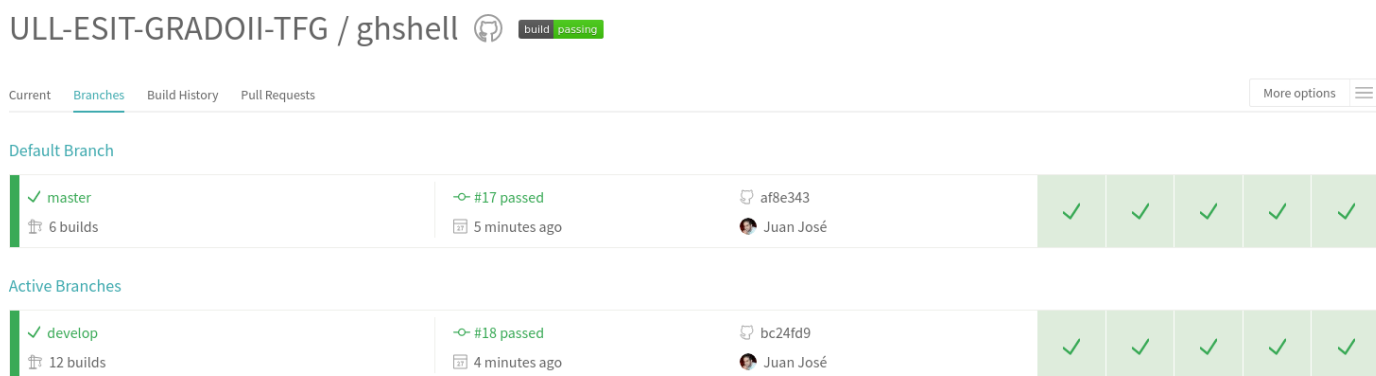 ULL-ESIT-GRADOII-TFG / ghshell build passing
Current Branches Build History Pull Requests More options
Default Branch
master #17 passed af8e343
6 builds 5 minutes ago Juan José
Active Branches
develop #18 passed bc24fd9
12 builds 4 minutes ago Juan José